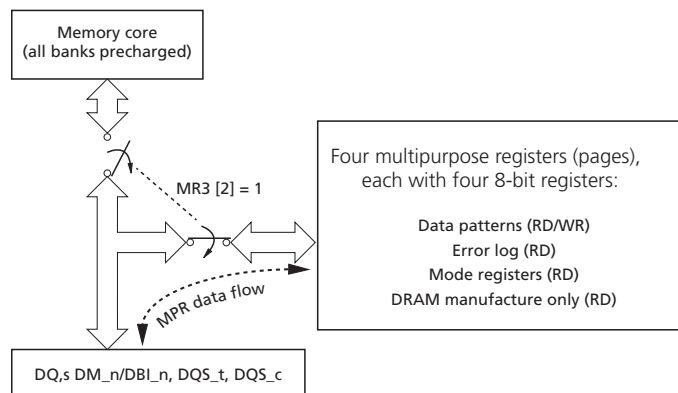 Memory core
(all banks precharged)
MR3 [2] = 1
Four multipurpose registers (pages),
each with four 8-bit registers:
Data patterns (RD/WR)
Error log (RD)
Mode registers (RD)
DRAM manufacture only (RD)
MPR data flow
DQ,s DM_n/DBI_n, DQS_t, DQS_c